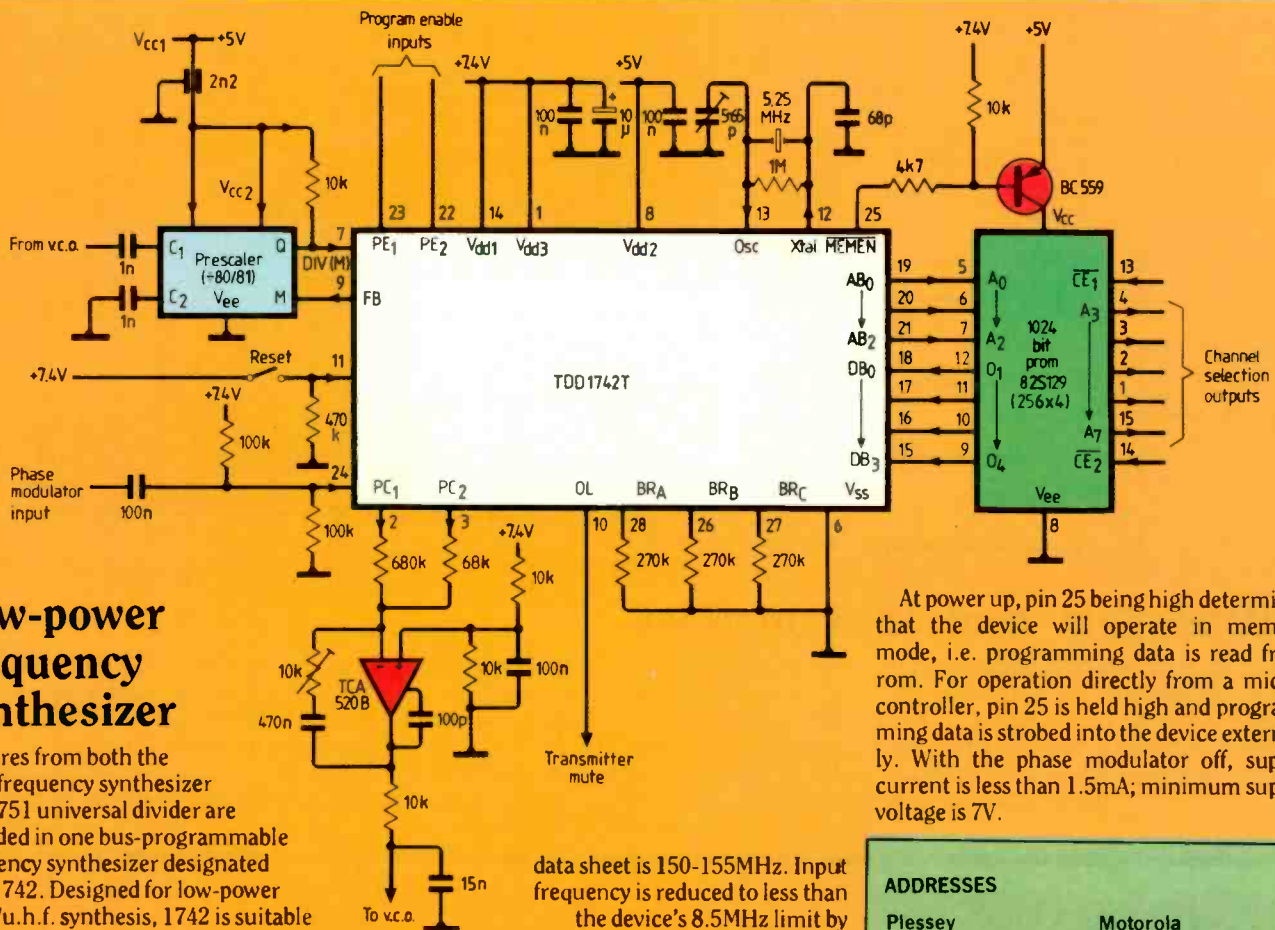 Program enable
inputs
Vcc1
+5V
2n2
Vcc2
10k
From v.c.o.
1n
1n
C1
C2
Prescaler
(÷80/81)
Vee
Q
M
7
DIV(M)
9
+7.4V
+5V
100
n
10
μ
100
n
5.25
MHz
1M
68p
+7.4V
+5V
10k
4k7
BC559
Vcc
23
22
14
1
8
13
12
25
PE1
PE2
Vdd1
Vdd3
Vdd2
Osc
Xtal
MEMEN
FB
TDD1742T
AB0
AB2
DB0
DB3
19
20
21
18
17
16
15
5
6
7
12
11
10
9
A0
A2
O1
O4
1024
bit
prom
82S129
(256x4)
CE1
A3
A7
CE2
Vee
8
13
4
3
2
1
15
14
Channel
selection
outputs
+7.4V
Reset
11
470
k
+7.4V
100k
Phase
modulator
input
100n
24
100k
PC1
PC2
OL
BRA
BRB
BRC
Vss
2
3
10
28
26
27
6
680k
68k
+7.4V
10k
270k
270k
270k
10k
470n
TCA
520B
100p
10k
100n
10k
15n
To v.c.o.
Transmitter
mute
w-power
quency
nthesizer
res from both the
frequency synthesizer
751 universal divider are
ded in one bus-programmable
ency synthesizer designated
1742. Designed for low-power
/u.h.f. synthesis, 1742 is suitable
data sheet is 150-155MHz. Input
frequency is reduced to less than
the device's 8.5MHz limit by
At power up, pin 25 being high determi
that the device will operate in mem
mode, i.e. programming data is read fr
rom. For operation directly from a mic
controller, pin 25 is held high and progra
ming data is strobed into the device extern
ly. With the phase modulator off, sup
current is less than 1.5mA; minimum sup
voltage is 7V.
ADDRESSES
Plessey Motorola